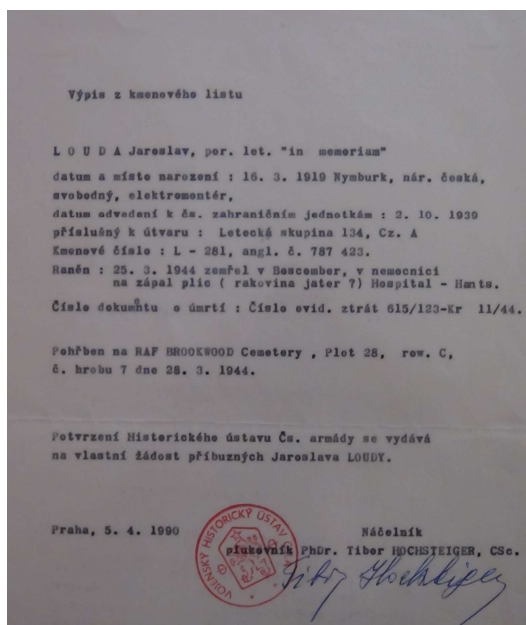 Výpis z kmenového listu
L O U D A Jaroslav, por. let. "in memoriam"
datum a místo narození : 16. 3. 1919 Nymburk, nár. česká,
svobodný, elektromontér,
datum odvedení k čs. zahraničním jednotkám : 2. 10. 1939
příslušný k útvaru : Letecká skupina 134, Cz. A
Kmenové číslo : L - 281, angl. č. 787 423.
Raněn : 25. 3. 1944 zemřel v Boscember, v nemocnici
na zápal plic ( rakovina jater ?) Hospital - Hants.
Číslo dokumentu o úmrtí : Číslo evid. ztrát 615/123-Kr 11/44.
Pohřben na RAF BROOKWOOD Cemetery , Plot 28, row. C,
č. hrobu 7 dne 28. 3. 1944.
Potvrzení Historického ústavu Čs. armády se vydává
na vlastní žádost příbuzných Jaroslava LOUDY.
Praha, 5. 4. 1990
Náčelník
plukovník PhDr. Tibor HOCHSTEIGER, CSc.
VOJENSKÝ HISTORICKÝ ÚSTAV
Tibor Hochsteiger